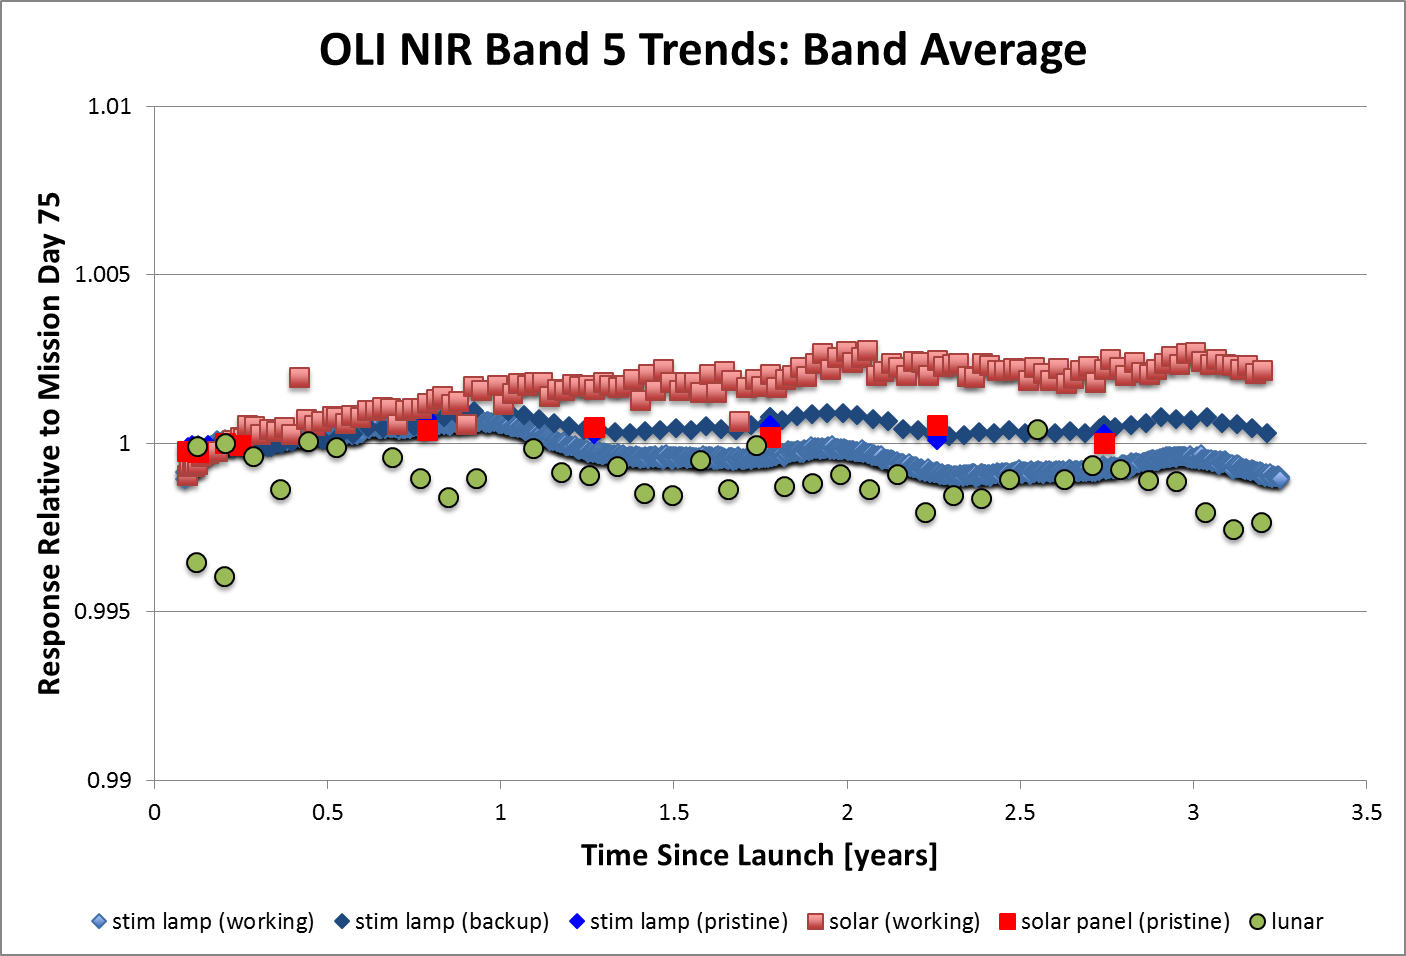 OLI NIR Band 5 Trends: Band Average
1.01
1.005
1
0.995
0.99
Response Relative to Mission Day 75
0 0.5 1 1.5 2 2.5 3 3.5
Time Since Launch [years]
stim lamp (working) stim lamp (backup) stim lamp (pristine) solar (working) solar panel (pristine) lunar